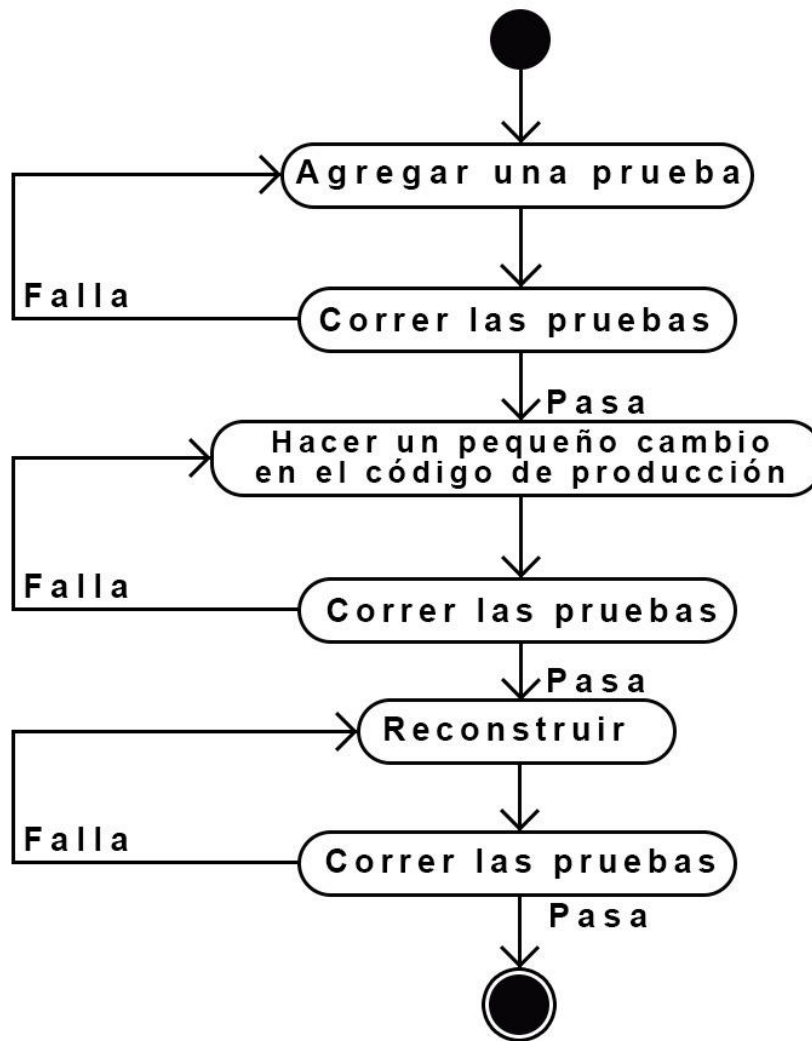 Agregar una prueba
Falla
Correr las pruebas
Pasa
Hacer un pequeño cambio
en el código de producción
Falla
Correr las pruebas
Pasa
Reconstruir
Falla
Correr las pruebas
Pasa